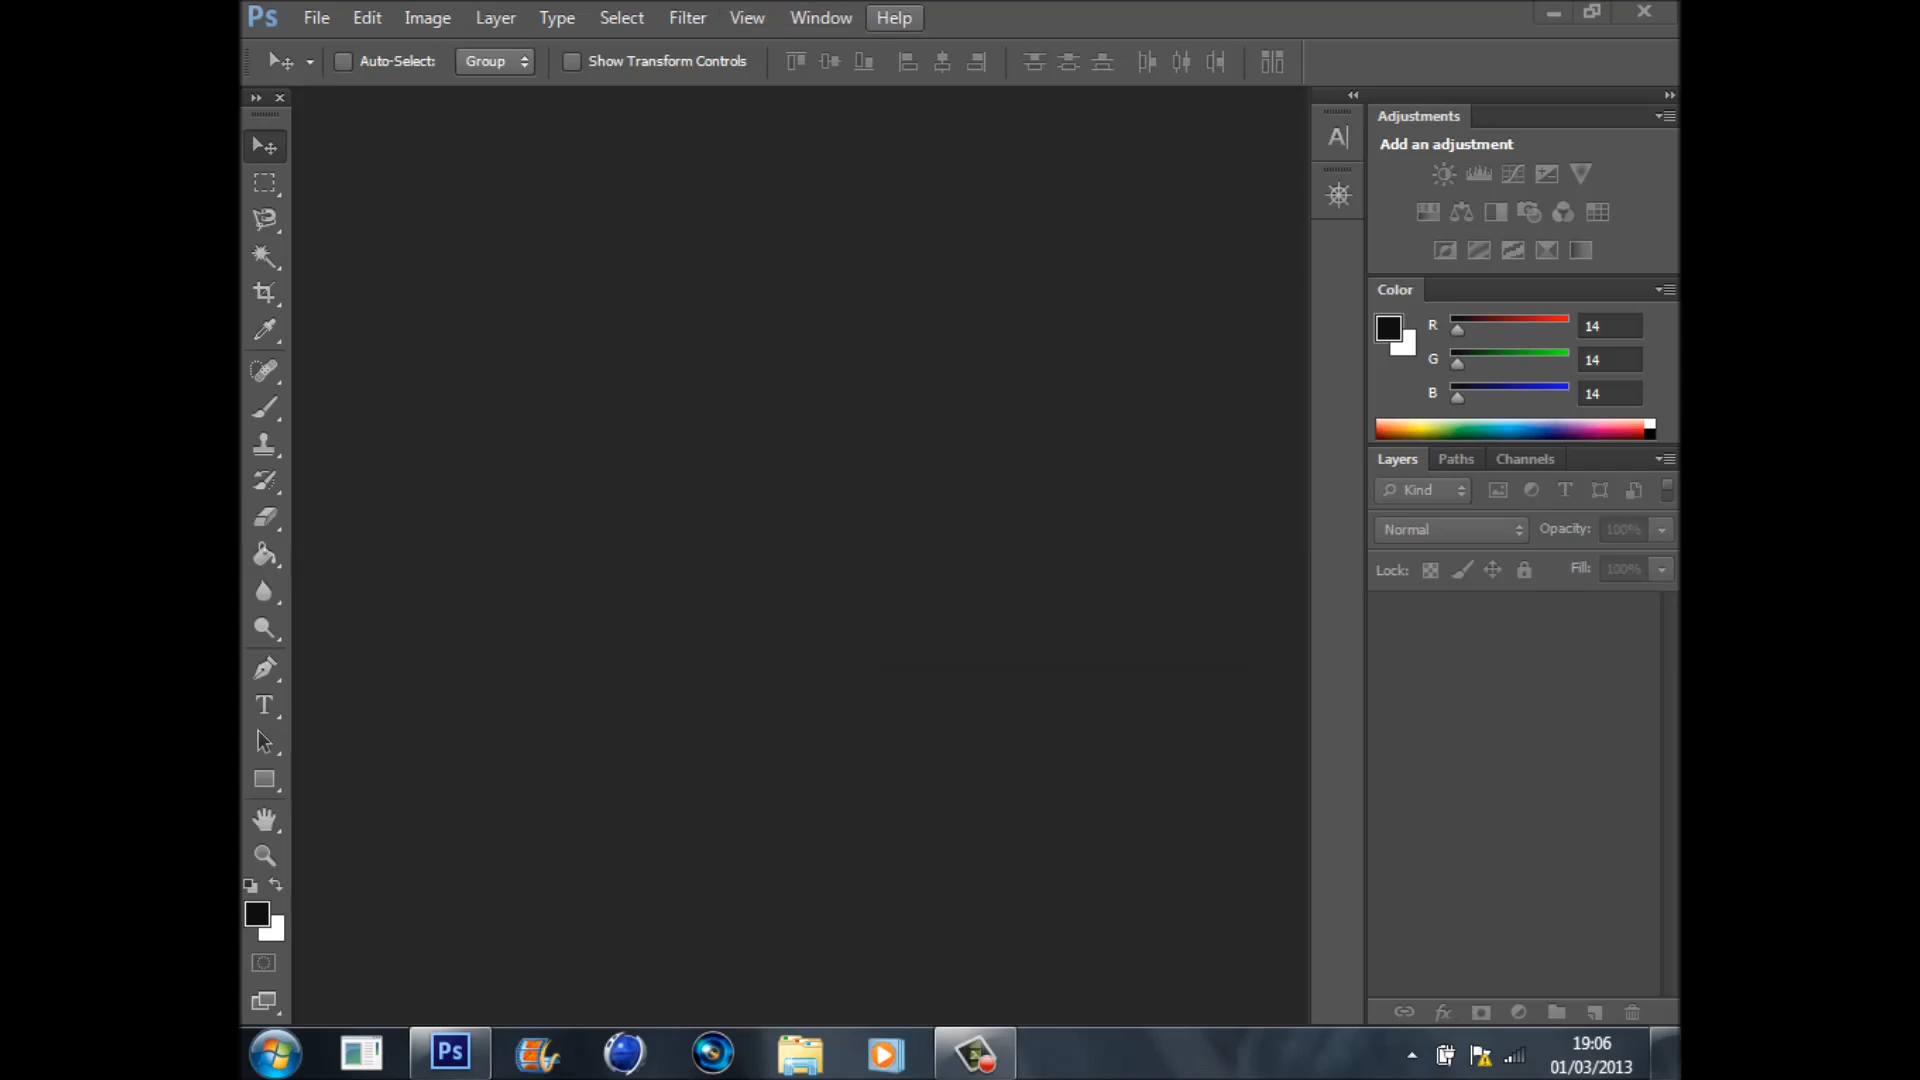 Ps File Edit Image Layer Type Select Filter View Window Help
Auto-Select: Group Show Transform Controls
Adjustments
Add an adjustment
Color
R 14
G 14
B 14
Layers Paths Channels
Kind
Normal Opacity: 100%
Lock: Fill: 100%
Ps
19:06
01/03/2013